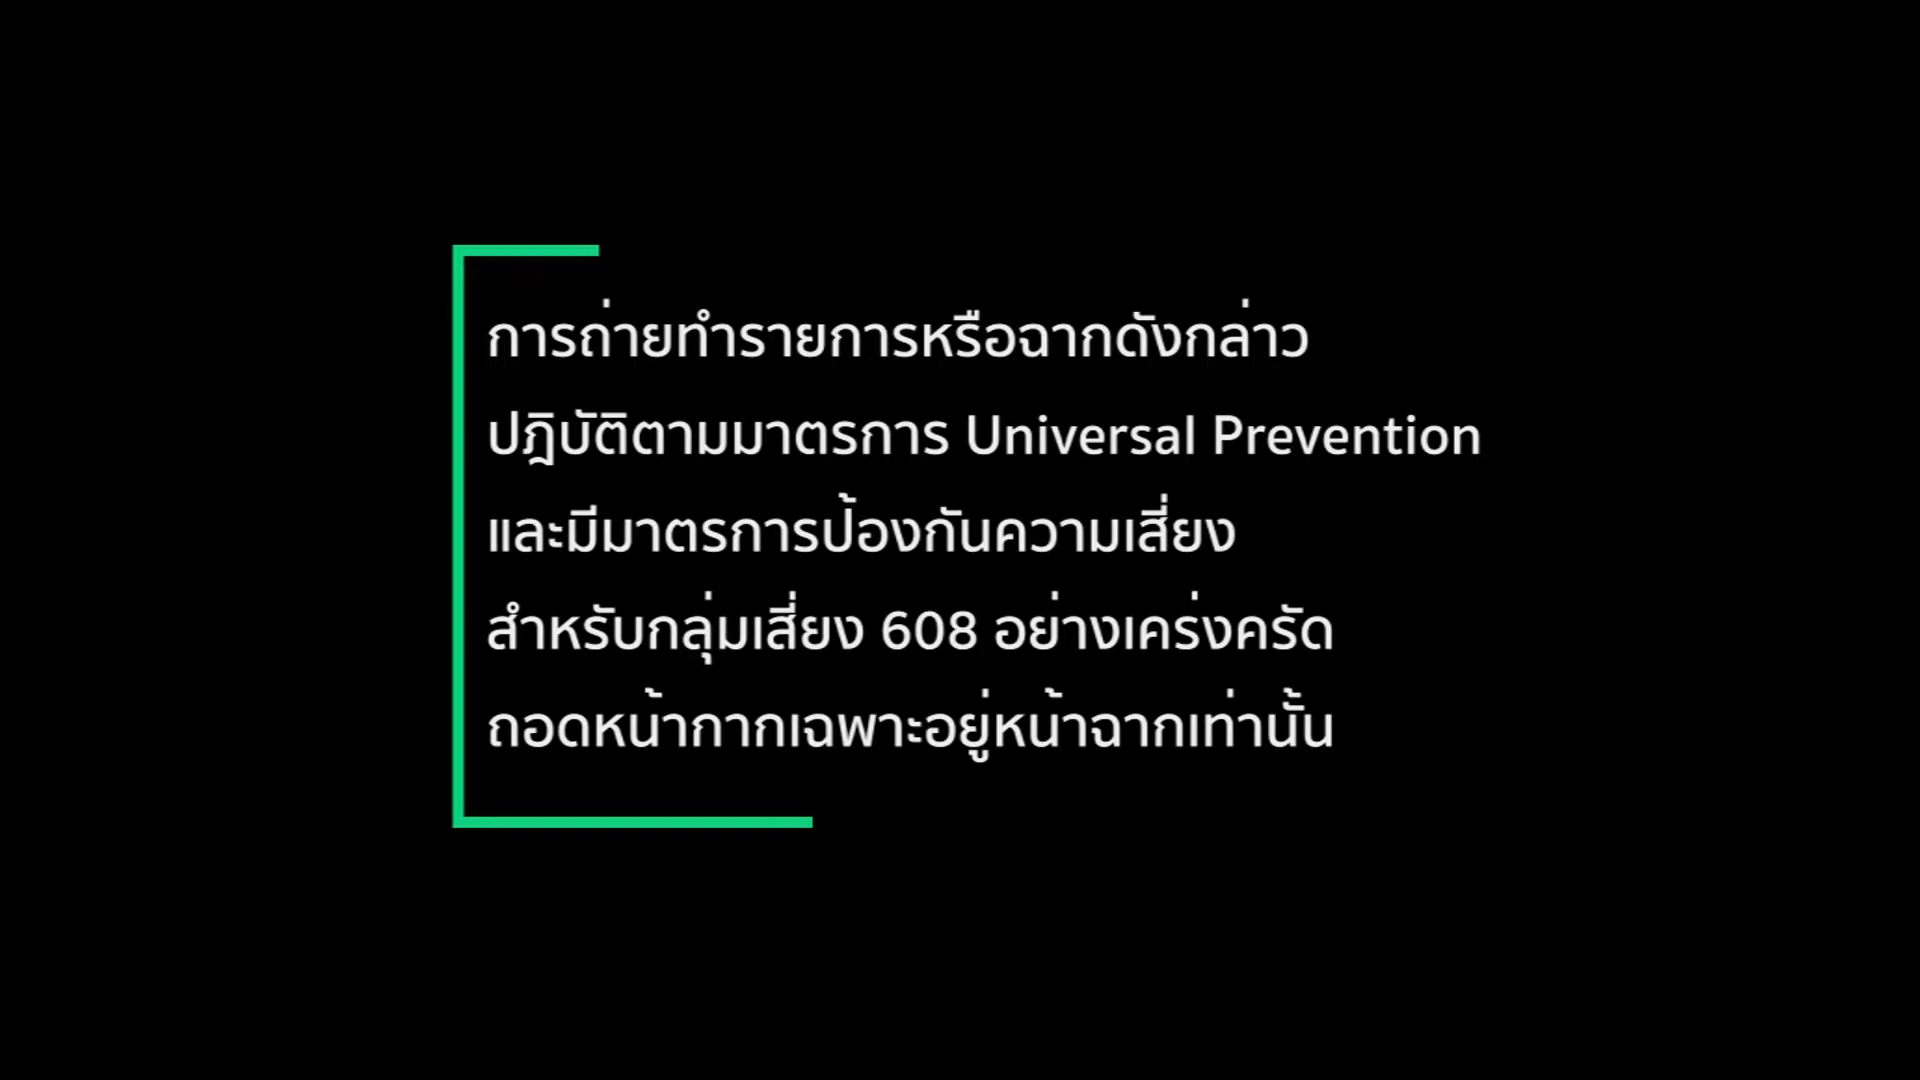 การถ่ายทำรายการหรือฉากดังกล่าว
ปฎิบัติตามมาตรการ Universal Prevention
และมีมาตรการป้องกันความเสี่ยง
สำหรับกลุ่มเสี่ยง 608 อย่างเคร่งครัด
ถอดหน้ากากเฉพาะอยู่หน้าฉากเท่านั้น